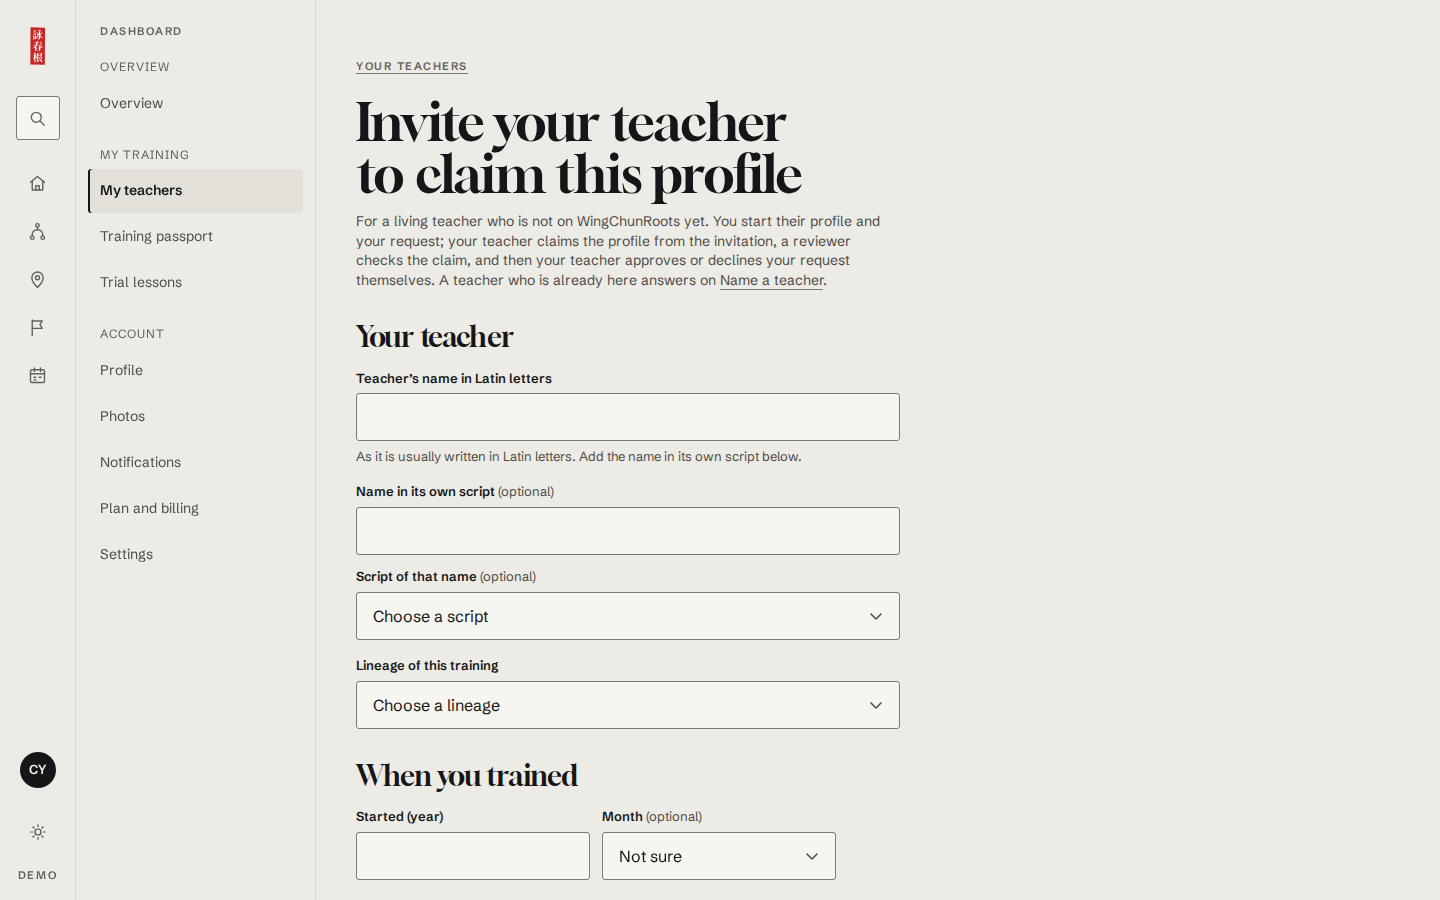 詠春根
DASHBOARD
OVERVIEW
Overview
MY TRAINING
My teachers
Training passport
Trial lessons
ACCOUNT
Profile
Photos
Notifications
Plan and billing
Settings
CY
DEMO
YOUR TEACHERS
Invite your teacher
to claim this profile
For a living teacher who is not on WingChunRoots yet. You start their profile and
your request; your teacher claims the profile from the invitation, a reviewer
checks the claim, and then your teacher approves or declines your request
themselves. A teacher who is already here answers on Name a teacher.
Your teacher
Teacher’s name in Latin letters
As it is usually written in Latin letters. Add the name in its own script below.
Name in its own script (optional)
Script of that name (optional)
Choose a script
Lineage of this training
Choose a lineage
When you trained
Started (year)
Month (optional)
Not sure